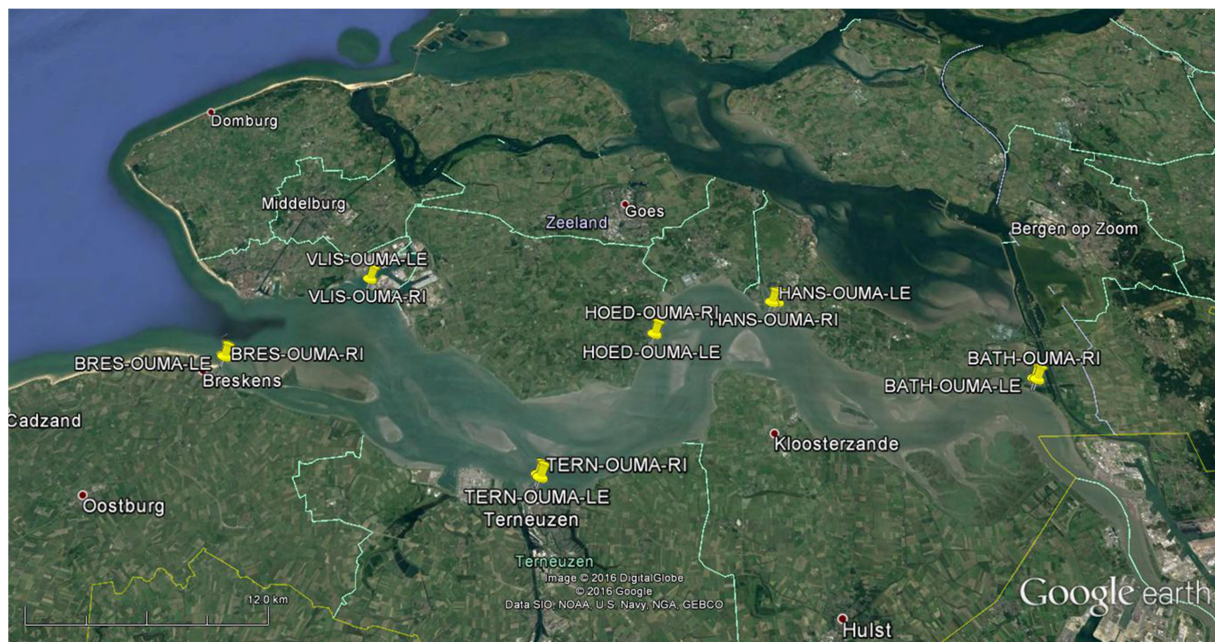 Domburg
Middelburg
Goes
Zeeland
Bergen op Zoom
VLIS-OUMA-LE
VLIS-OUMA-RI
HANS-OUMA-LE
HOED-OUMA-RI
HANS-OUMA-RI
HOED-OUMA-LE
BRES-OUMA-LE
BRES-OUMA-RI
Breskens
BATH-OUMA-RI
BATH-OUMA-LE
Cadzand
Kloosterzande
TERN-OUMA-RI
TERN-OUMA-LE
Oostburg
Terneuzen
Terneuzen
Image © 2016 DigitalGlobe
© 2016 Google
Data SIO, NOAA, U.S. Navy, NGA, GEBCO
12.0 km
Google earth
Hulst